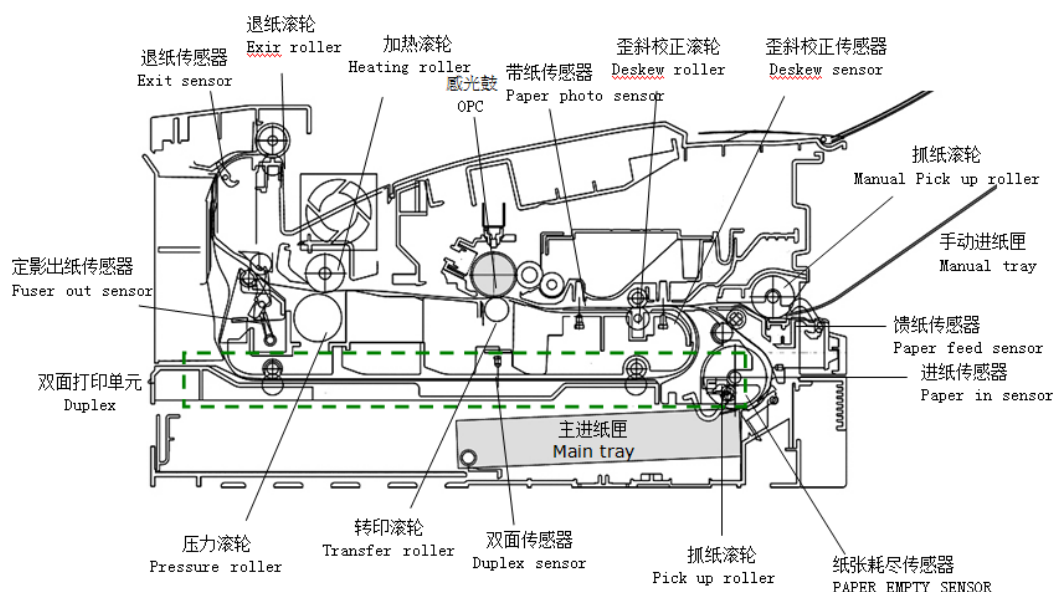 退纸滚轮
Exir roller
退纸传感器
Exit sensor
加热滚轮
Heating roller
感光鼓
OPC
带纸传感器
Paper photo sensor
歪斜校正滚轮
Deskew roller
歪斜校正传感器
Deskew sensor
抓纸滚轮
Manual Pick up roller
手动进纸匣
Manual tray
定影出纸传感器
Fuser out sensor
馈纸传感器
Paper feed sensor
进纸传感器
Paper in sensor
双面打印单元
Duplex
主进纸匣
Main tray
压力滚轮
Pressure roller
转印滚轮
Transfer roller
双面传感器
Duplex sensor
抓纸滚轮
Pick up roller
纸张耗尽传感器
PAPER EMPTY SENSOR